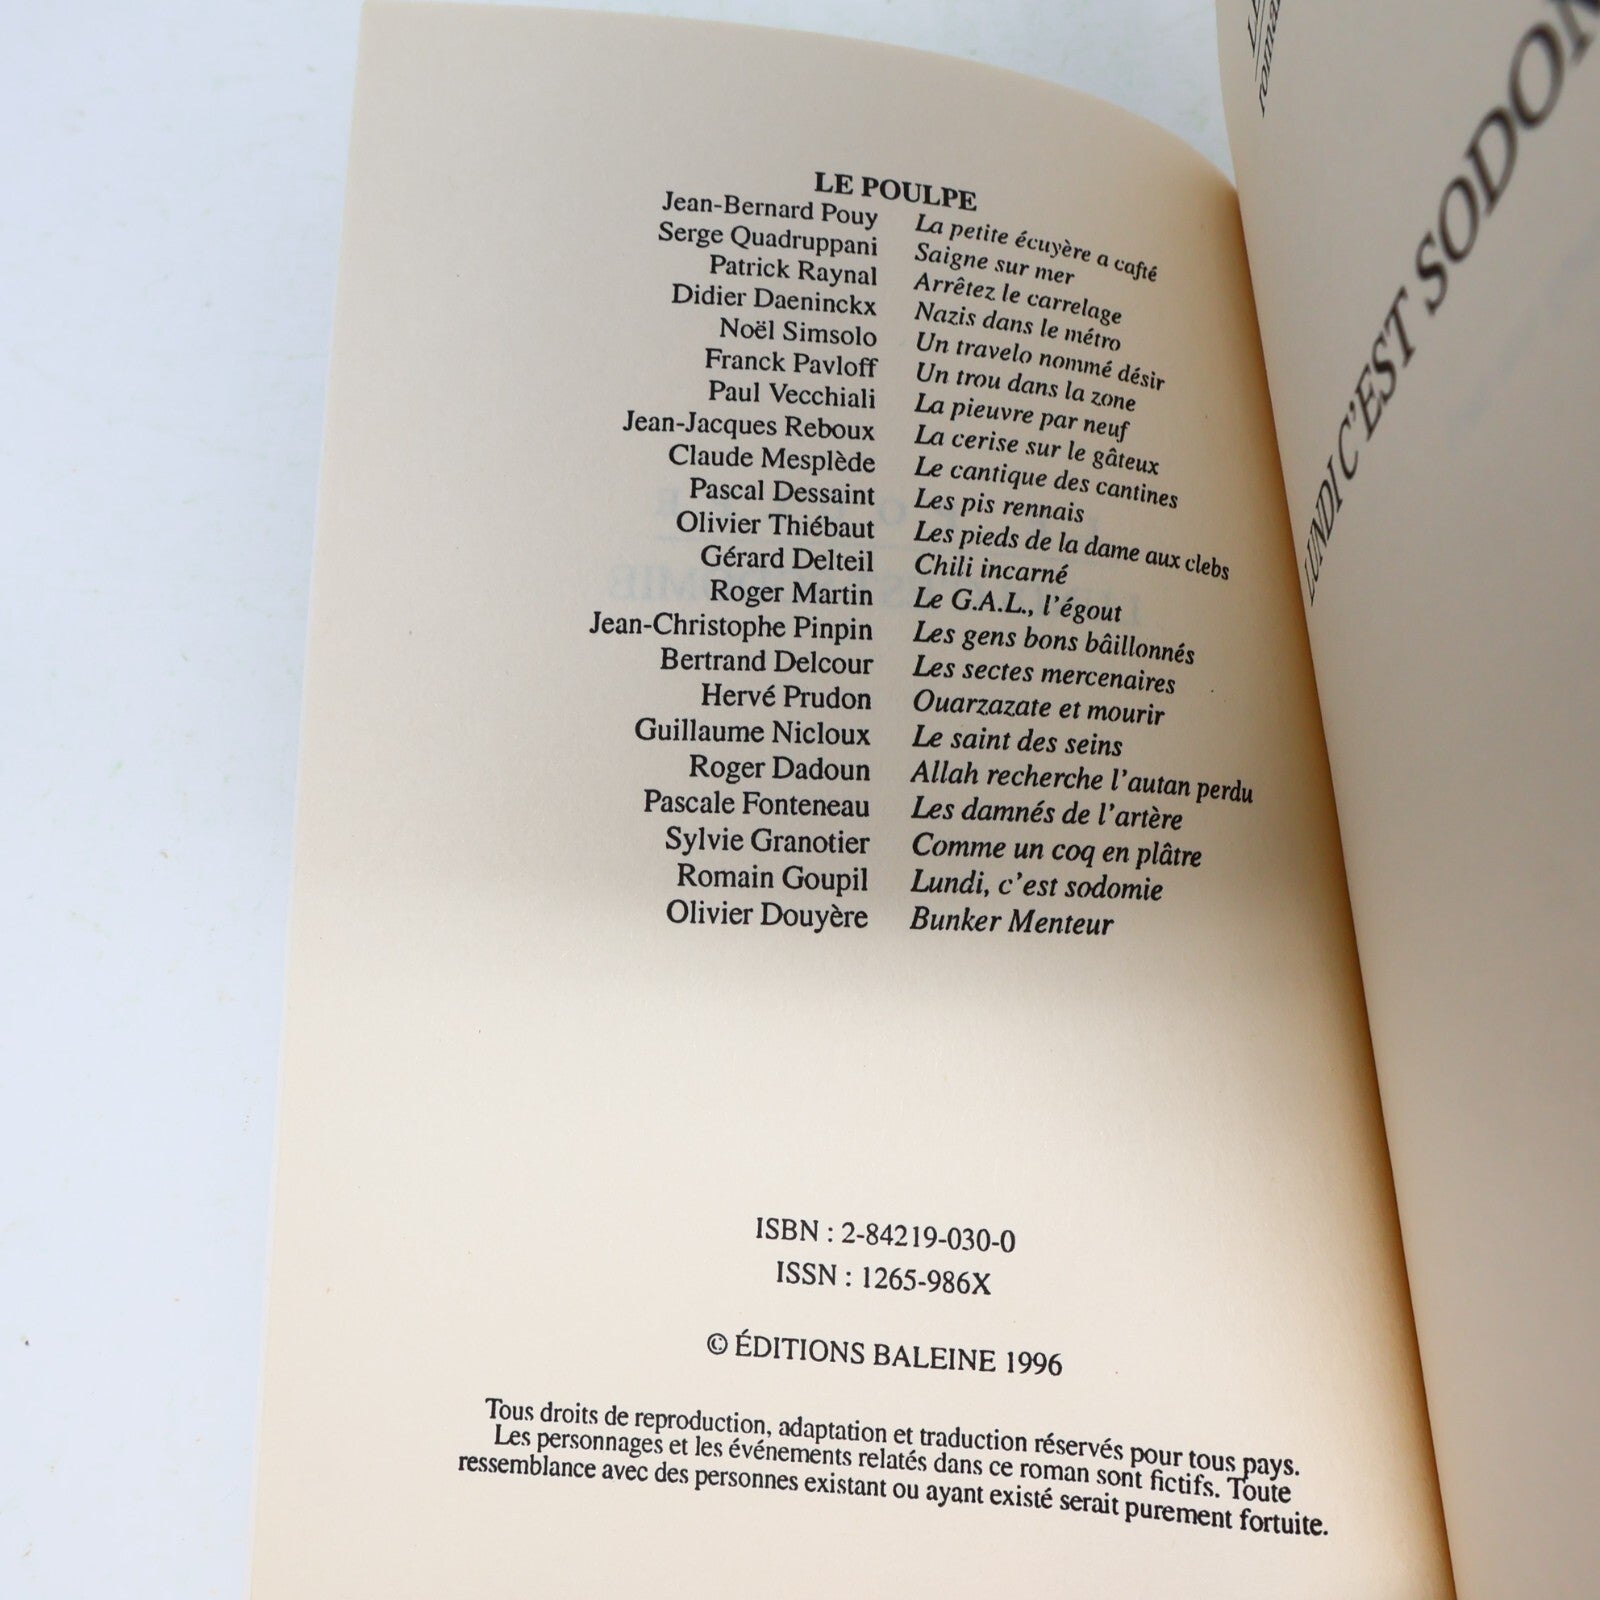 LE POULPE
Jean-Bernard Pouy La petite écuyère a cafté
Serge Quadruppani Saigne sur mer
Patrick Raynal Arrêtez le carrelage
Didier Daeninckx Nazis dans le métro
Noël Simsolo Un travelo nommé désir
Franck Pavloff Un trou dans la zone
Paul Vecchiali La pieuvre par neuf
Jean-Jacques Reboux La cerise sur le gâteux
Claude Mesplède Le cantique des cantines
Pascal Dessaint Les pis rennais
Olivier Thiébaut Les pieds de la dame aux clebs
Gérard Delteil Chili incarné
Roger Martin Le G.A.L., l'égout
Jean-Christophe Pinpin Les gens bons bâillonnés
Bertrand Delcour Les sectes mercenaires
Hervé Prudon Ouarzazate et mourir
Guillaume Nicloux Le saint des seins
Roger Dadoun Allah recherche l'autan perdu
Pascale Fonteneau Les damnés de l'artère
Sylvie Granotier Comme un coq en plâtre
Romain Goupil Lundi, c'est sodomie
Olivier Douyère Bunker Menteur
ISBN : 2-84219-030-0
ISSN : 1265-986X
© ÉDITIONS BALEINE 1996
Tous droits de reproduction, adaptation et traduction réservés pour tous pays.
Les personnages et les événements relatés dans ce roman sont fictifs. Toute
ressemblance avec des personnes existant ou ayant existé serait purement fortuite.
LUNDI C'EST